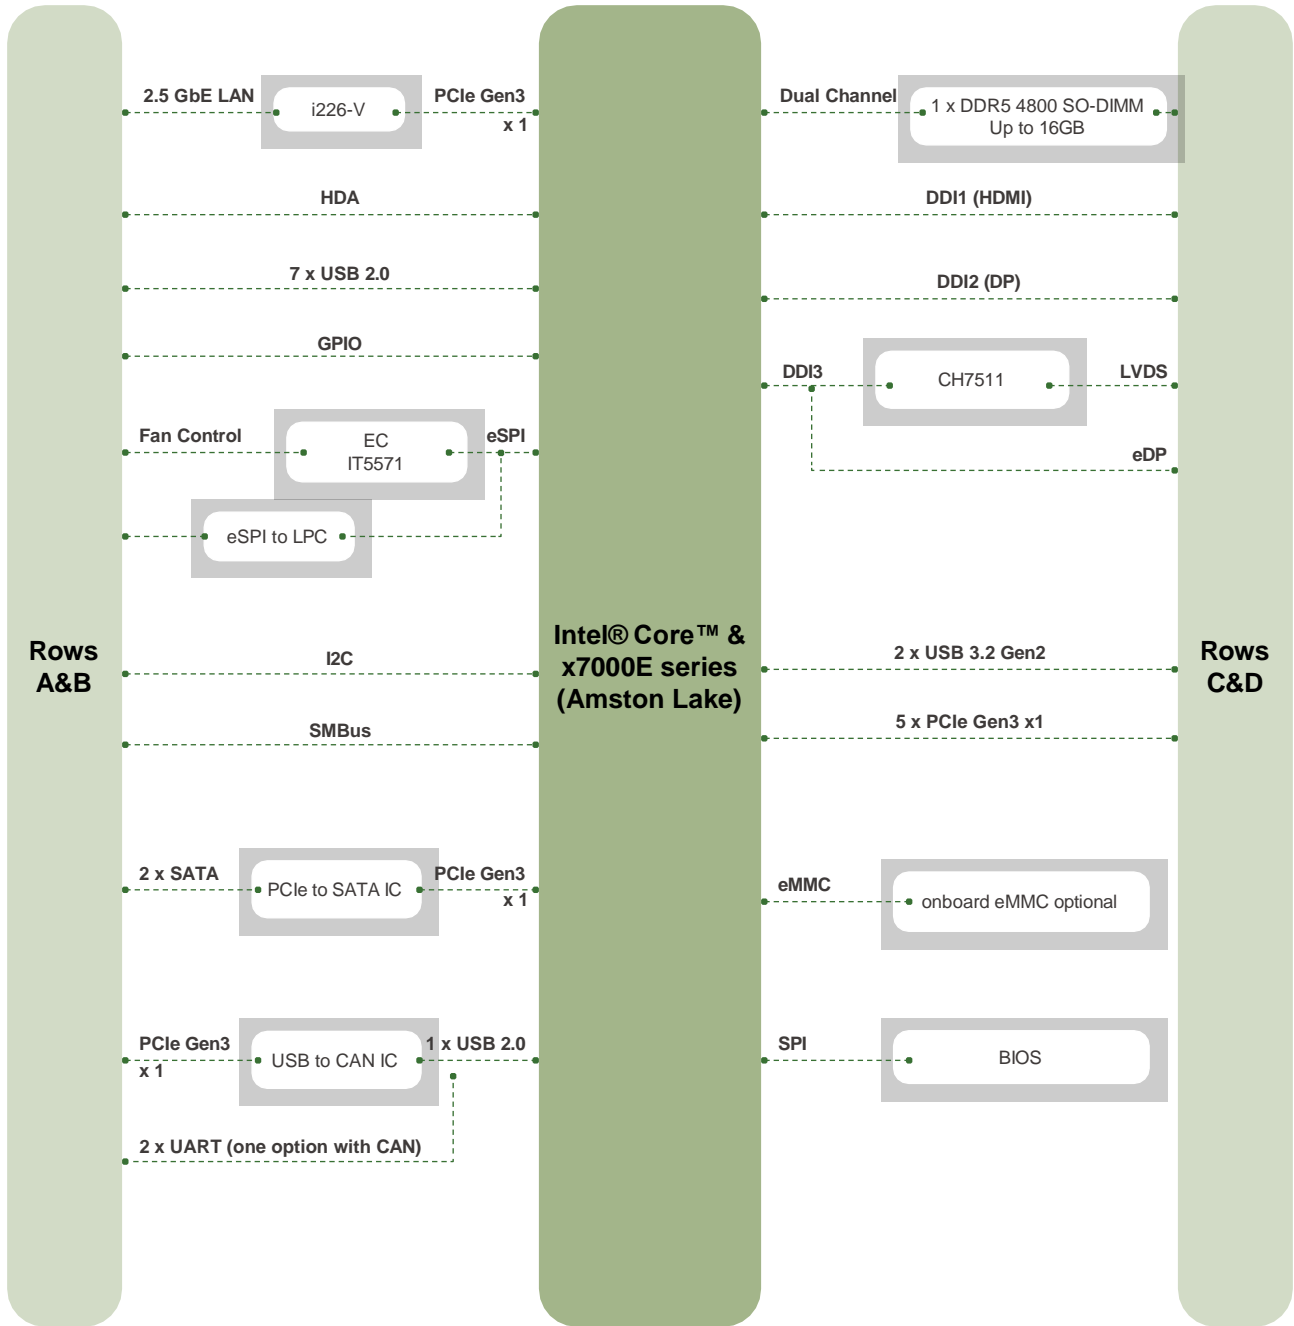 2.5 GbE LAN
i226-V
PCIe Gen3
x 1
HDA
7 x USB 2.0
GPIO
Fan Control
EC
IT5571
eSPI
eSPI to LPC
I2C
SMBus
2 x SATA
PCIe to SATA IC
PCIe Gen3
x 1
PCIe Gen3
x 1
USB to CAN IC
1 x USB 2.0
2 x UART (one option with CAN)
Rows
A&B
Intel® Core™ &
x7000E series
(Amston Lake)
Dual Channel
1 x DDR5 4800 SO-DIMM
Up to 16GB
DDI1 (HDMI)
DDI2 (DP)
DDI3
CH7511
LVDS
eDP
2 x USB 3.2 Gen2
5 x PCIe Gen3 x1
eMMC
onboard eMMC optional
SPI
BIOS
Rows
C&D